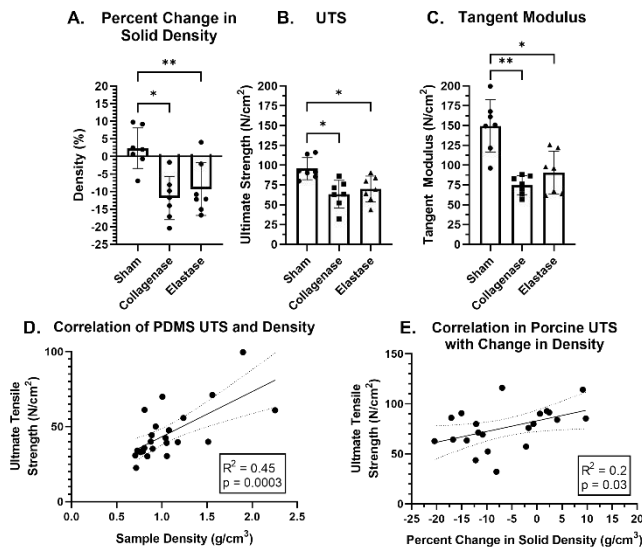 A. Percent Change in
Solid Density
B. UTS
C. Tangent Modulus
**
*
Density (%)
20
15
10
5
0
-5
-10
-15
-20
-25
Sham
Collagenase
Elastase
*
*
Ultimate Strength (N/cm²)
200
175
150
125
100
75
50
25
0
Sham
Collagenase
Elastase
*
**
Tangent Modulus (N/cm²)
200
175
150
125
100
75
50
25
0
Sham
Collagenase
Elastase
D. Correlation of PDMS UTS and Density
Ultmate Tensile
Strength (N/cm²)
100
50
0
0.0 0.5 1.0 1.5 2.0 2.5
Sample Density (g/cm³)
R² = 0.45
p = 0.0003
E. Correlation in Porcine UTS
with Change in Density
Ultmate Tensile
Strength (N/cm²)
150
100
50
0
-25 -20 -15 -10 -5 0 5 10 15 20
Percent Change in Solid Density (g/cm³)
R² = 0.2
p = 0.03